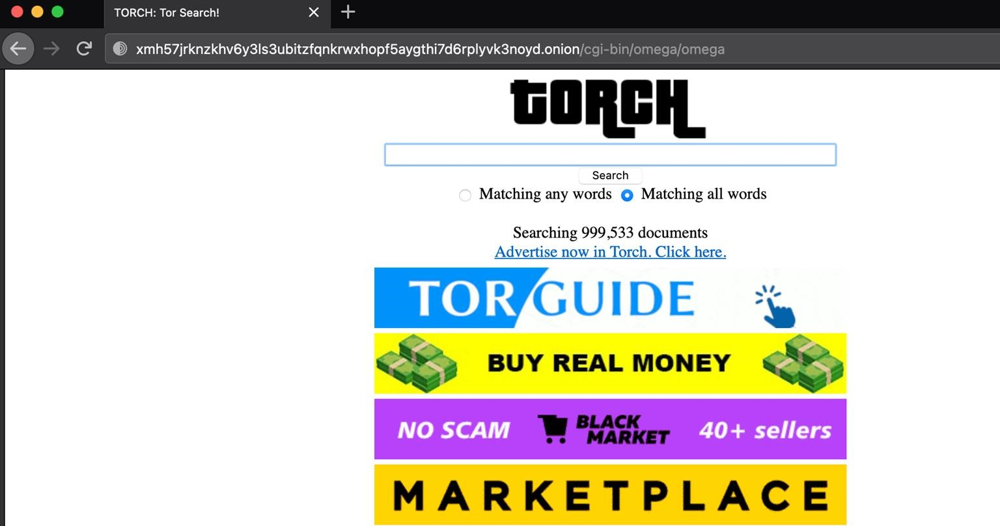 TORCH: Tor Search!
xmh57jrknzkhv6y3ls3ubitzfqnkrwxhopf5aygthi7d6rplyvk3noyd.onion/cgi-bin/omega/omega
TORCH
Search
Matching any words Matching all words
Searching 999,533 documents
Advertise now in Torch. Click here.
TOR/GUIDE
BUY REAL MONEY
NO SCAM BLACK MARKET 40+ sellers
MARKETPLACE